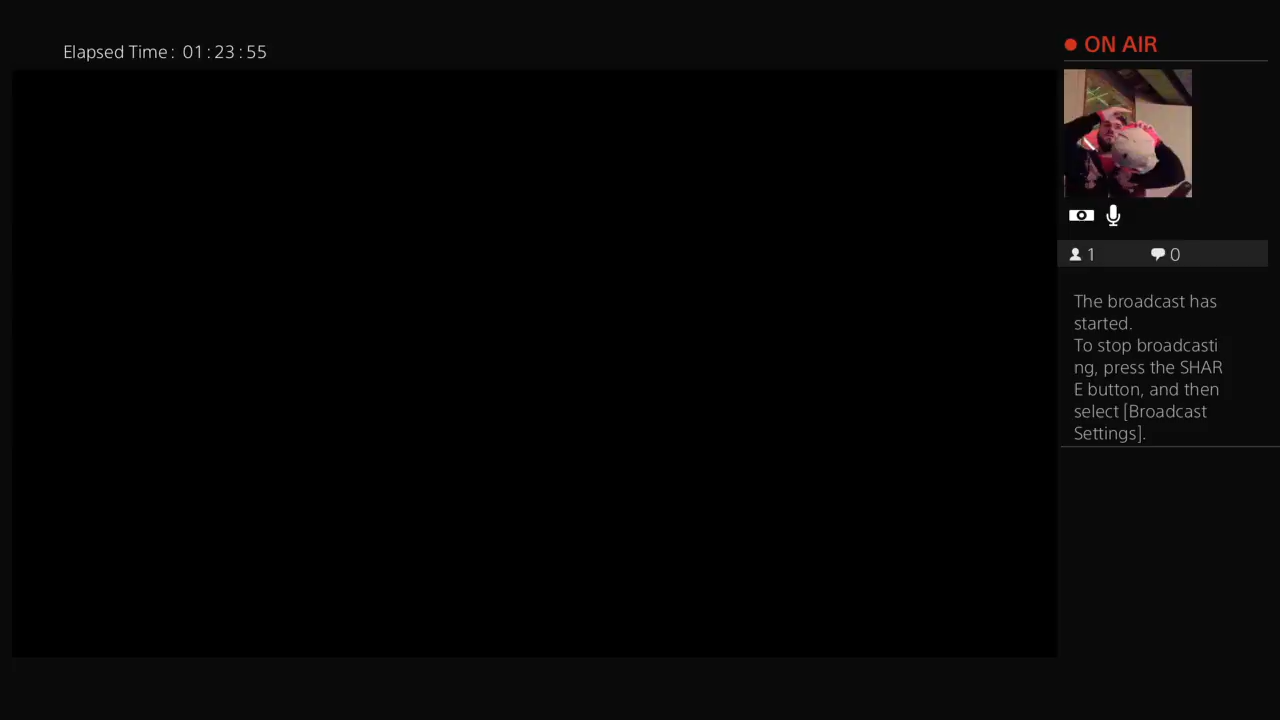 Elapsed Time: 01:23:55
ON AIR
1 0
The broadcast has
started.
To stop broadcasti
ng, press the SHAR
E button, and then
select [Broadcast
Settings].